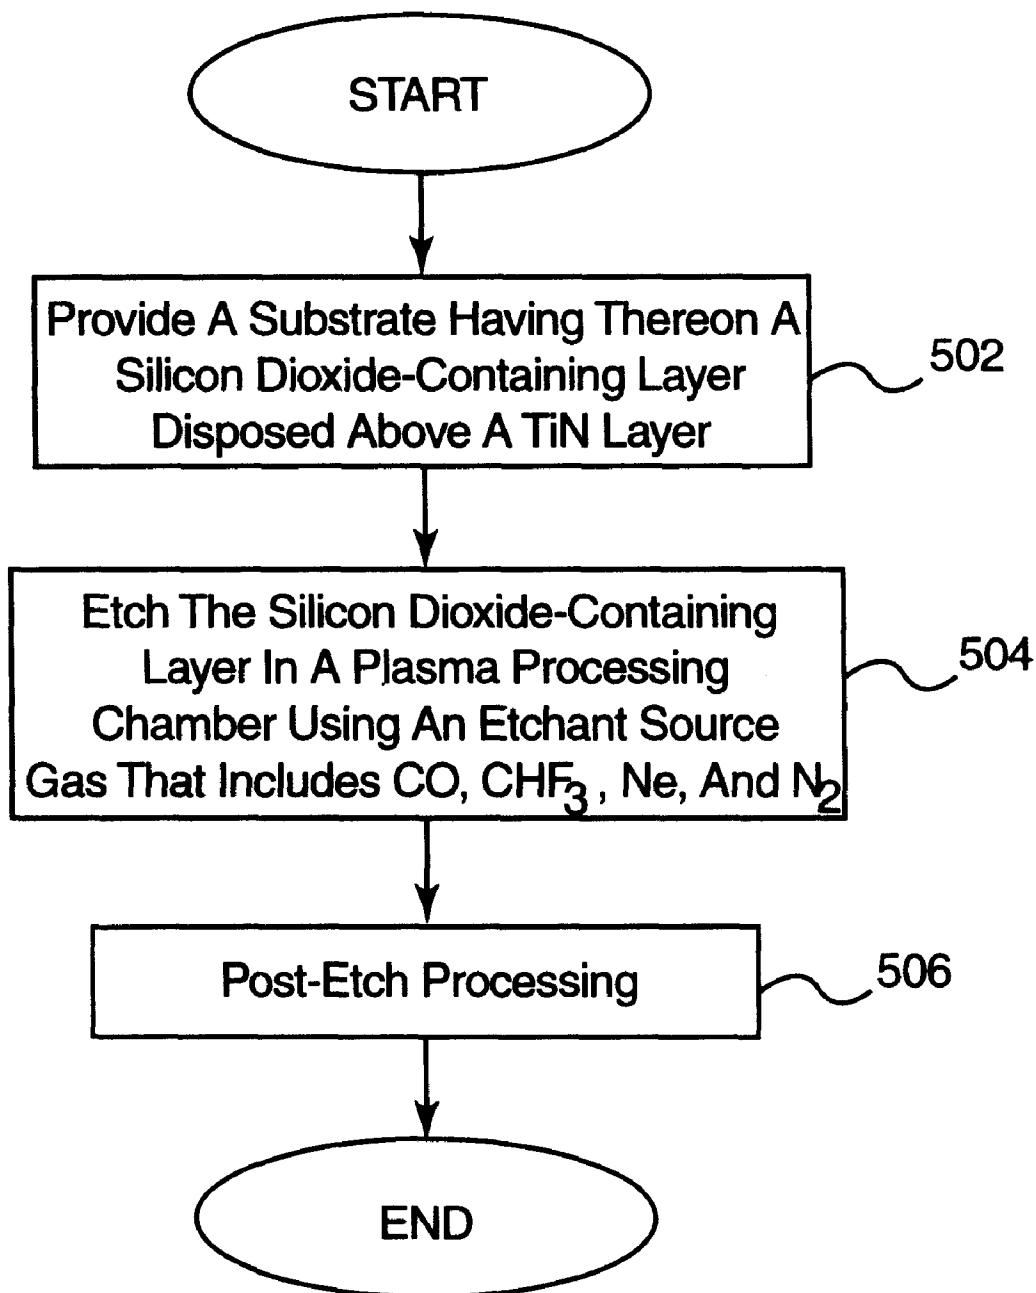 START
Provide A Substrate Having Thereon A
Silicon Dioxide-Containing Layer
Disposed Above A TiN Layer
502
Etch The Silicon Dioxide-Containing
Layer In A Plasma Processing
Chamber Using An Etchant Source
Gas That Includes CO, CHF₃ , Ne, And N₂
504
Post-Etch Processing
506
END